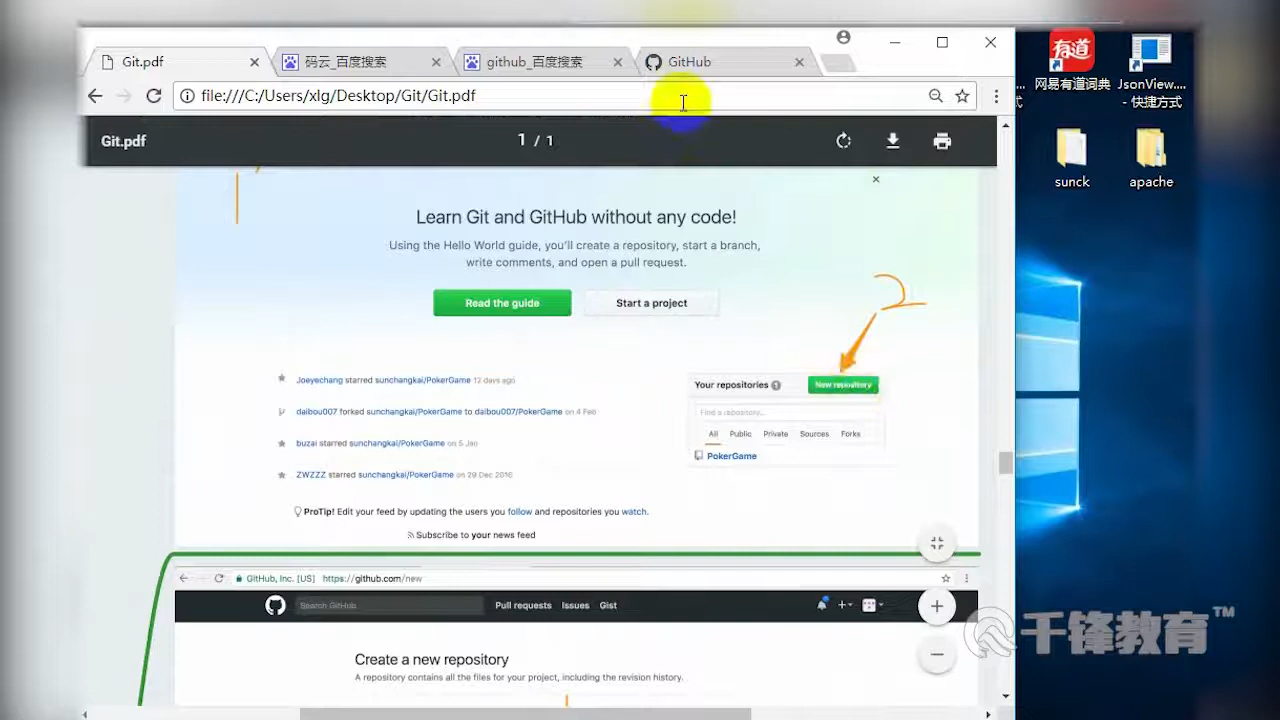 Git.pdf
码云_百度搜索
github_百度搜索
GitHub
file:///C:/Users/xlg/Desktop/Git/Git.pdf
Git.pdf
1 / 1
Learn Git and GitHub without any code!
Using the Hello World guide, you'll create a repository, start a branch,
write comments, and open a pull request.
Read the guide
Start a project
2
Joeyechang starred sunchangkai/PokerGame 12 days ago
daibou007 forked sunchangkai/PokerGame to daibou007/PokerGame on 4 Feb
buzai starred sunchangkai/PokerGame on 5 Jan
ZWZZZ starred sunchangkai/PokerGame on 29 Dec 2016
Your repositories 1
New repository
Find a repository...
All Public Private Sources Forks
PokerGame
ProTip! Edit your feed by updating the users you follow and repositories you watch.
Subscribe to your news feed
GitHub, Inc. [US] https://github.com/new
Search GitHub
Pull requests Issues Gist
Create a new repository
A repository contains all the files for your project, including the revision history.
有道
网易有道词典
JsonView....
- 快捷方式
sunck
apache
千锋教育™